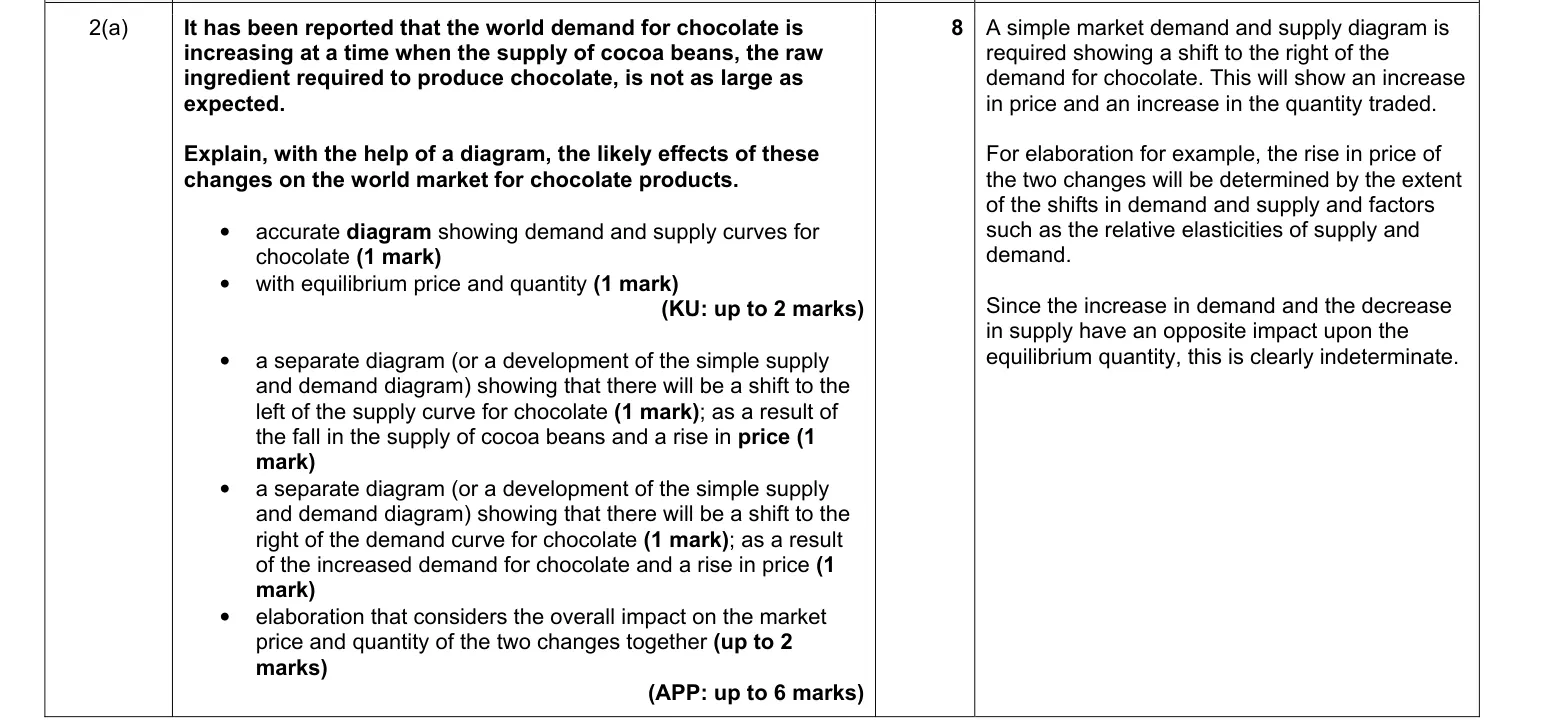 2(a)
It has been reported that the world demand for chocolate is
increasing at a time when the supply of cocoa beans, the raw
ingredient required to produce chocolate, is not as large as
expected.
Explain, with the help of a diagram, the likely effects of these
changes on the world market for chocolate products.
• accurate diagram showing demand and supply curves for
chocolate (1 mark)
• with equilibrium price and quantity (1 mark)
(KU: up to 2 marks)
• a separate diagram (or a development of the simple supply
and demand diagram) showing that there will be a shift to the
left of the supply curve for chocolate (1 mark); as a result of
the fall in the supply of cocoa beans and a rise in price (1
mark)
• a separate diagram (or a development of the simple supply
and demand diagram) showing that there will be a shift to the
right of the demand curve for chocolate (1 mark); as a result
of the increased demand for chocolate and a rise in price (1
mark)
• elaboration that considers the overall impact on the market
price and quantity of the two changes together (up to 2
marks)
(APP: up to 6 marks)
8
A simple market demand and supply diagram is
required showing a shift to the right of the
demand for chocolate. This will show an increase
in price and an increase in the quantity traded.
For elaboration for example, the rise in price of
the two changes will be determined by the extent
of the shifts in demand and supply and factors
such as the relative elasticities of supply and
demand.
Since the increase in demand and the decrease
in supply have an opposite impact upon the
equilibrium quantity, this is clearly indeterminate.